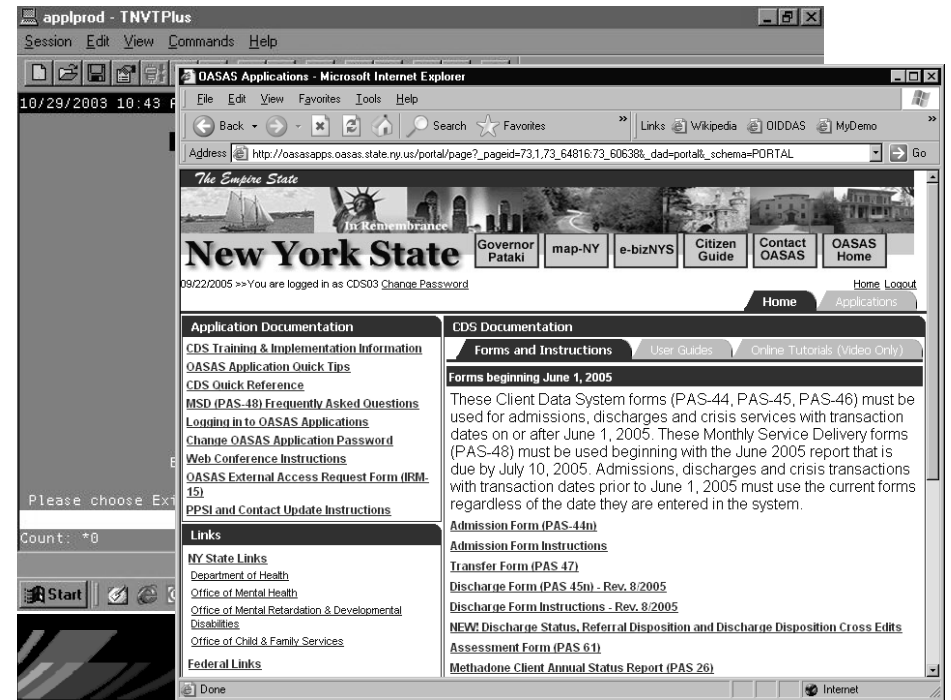 applprod - TNVTPlus
Session Edit View Commands Help
10/29/2003 10:43
OASAS Applications - Microsoft Internet Explorer
File Edit View Favorites Tools Help
Back Search Favorites » Links Wikipedia OIDDAS MyDemo »
Address http://oasasapps.oasas.state.ny.us/portal/page?_pageid=73,1,73_64816:73_60638&_dad=portal&_schema=PORTAL Go
The Empire State
In Remembrance
New York State
Governor Pataki
map-NY
e-bizNYS
Citizen Guide
Contact OASAS
OASAS Home
09/22/2005 >>You are logged in as CDS03 Change Password
Home Logout
Home Applications
Application Documentation
CDS Training & Implementation Information
OASAS Application Quick Tips
CDS Quick Reference
MSD (PAS-48) Frequently Asked Questions
Logging in to OASAS Applications
Change OASAS Application Password
Web Conference Instructions
OASAS External Access Request Form (IRM-
15)
PPSI and Contact Update Instructions
Links
NY State Links
Department of Health
Office of Mental Health
Office of Mental Retardation & Developmental
Disabilities
Office of Child & Family Services
Federal Links
CDS Documentation
Forms and Instructions User Guides Online Tutorials (Video Only)
Forms beginning June 1, 2005
These Client Data System forms (PAS-44, PAS-45, PAS-46) must be
used for admissions, discharges and crisis services with transaction
dates on or after June 1, 2005. These Monthly Service Delivery forms
(PAS-48) must be used beginning with the June 2005 report that is
due by July 10, 2005. Admissions, discharges and crisis transactions
with transaction dates prior to June 1, 2005 must use the current forms
regardless of the date they are entered in the system.
Admission Form (PAS-44n)
Admission Form Instructions
Transfer Form (PAS 47)
Discharge Form (PAS 45n) - Rev. 8/2005
Discharge Form Instructions - Rev. 8/2005
NEW! Discharge Status, Referral Disposition and Discharge Disposition Cross Edits
Assessment Form (PAS 61)
Methadone Client Annual Status Report (PAS 26)
Please choose
Count: *0
Start
Done
Internet